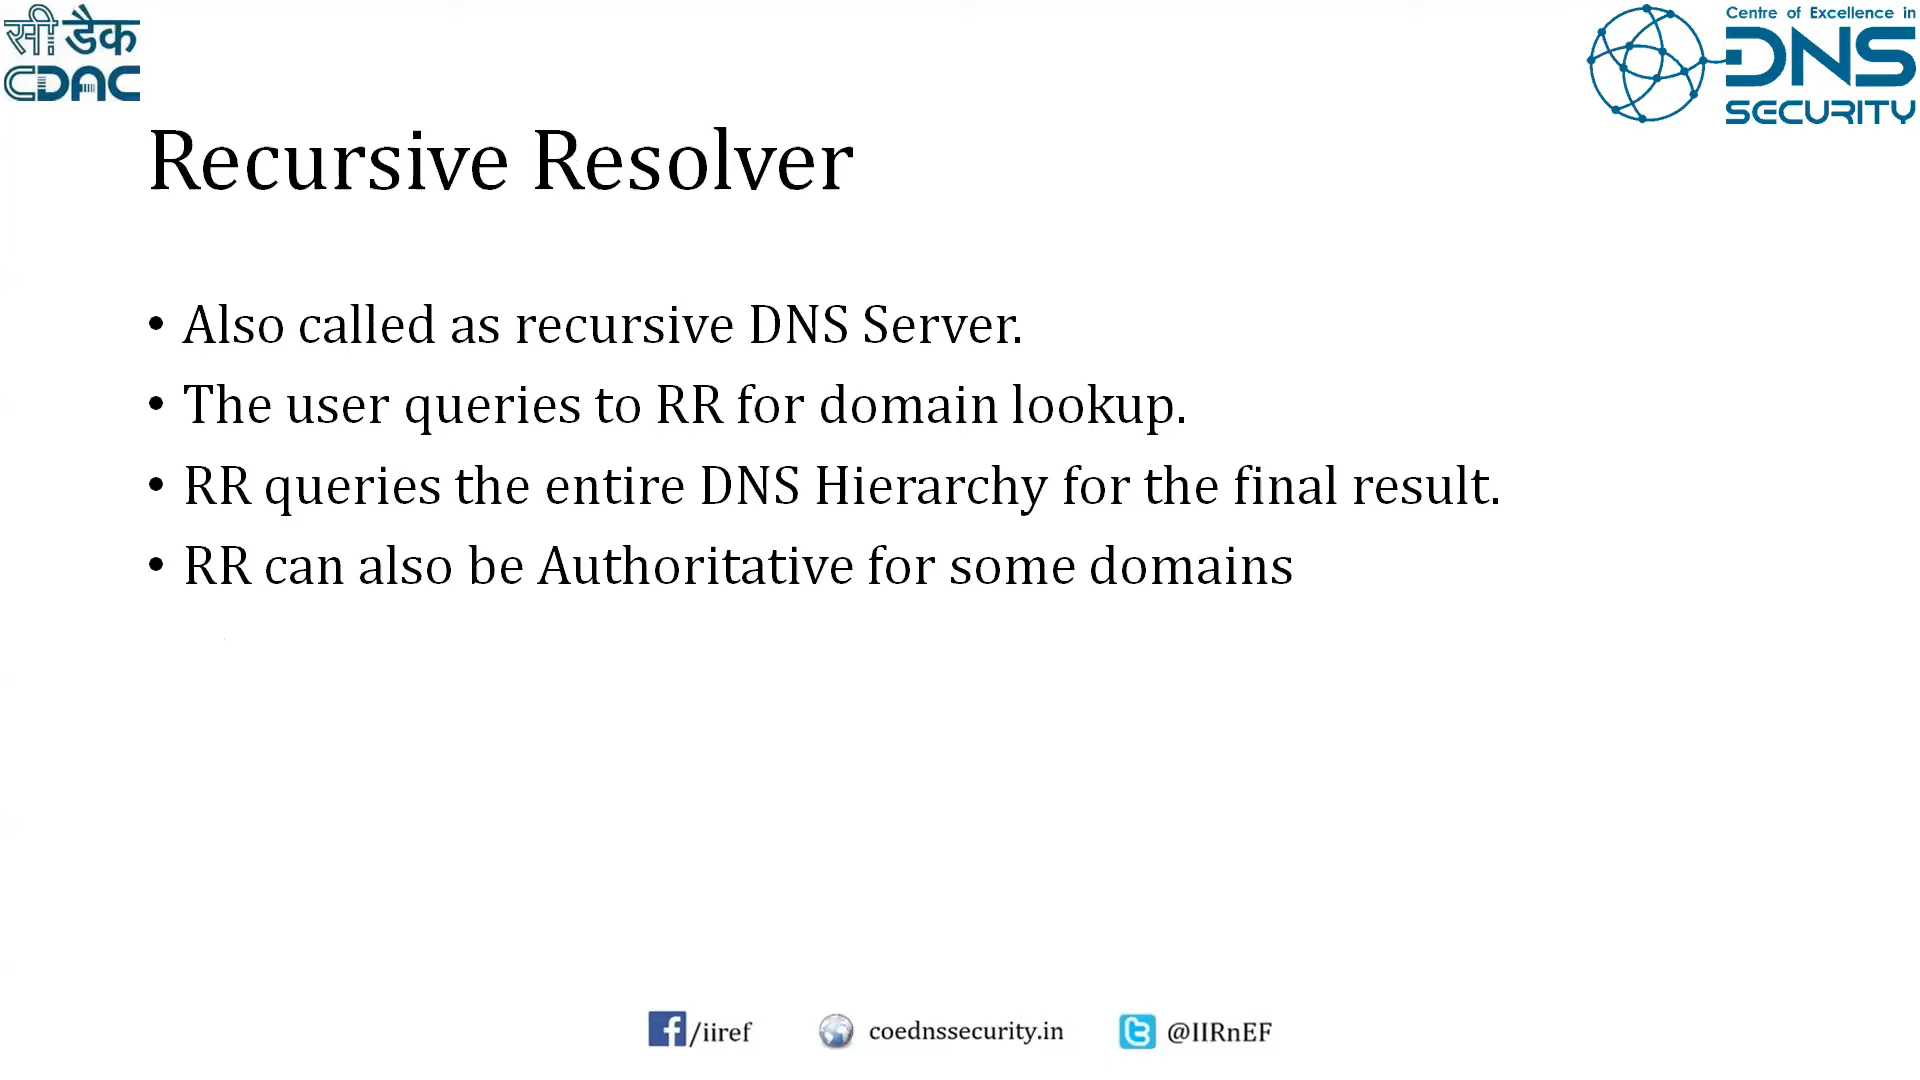 सी डैक
CDAC
Centre of Excellence in
DNS
SECURITY
Recursive Resolver
• Also called as recursive DNS Server.
• The user queries to RR for domain lookup.
• RR queries the entire DNS Hierarchy for the final result.
• RR can also be Authoritative for some domains
/iiref
coednssecurity.in
@IIRnEF